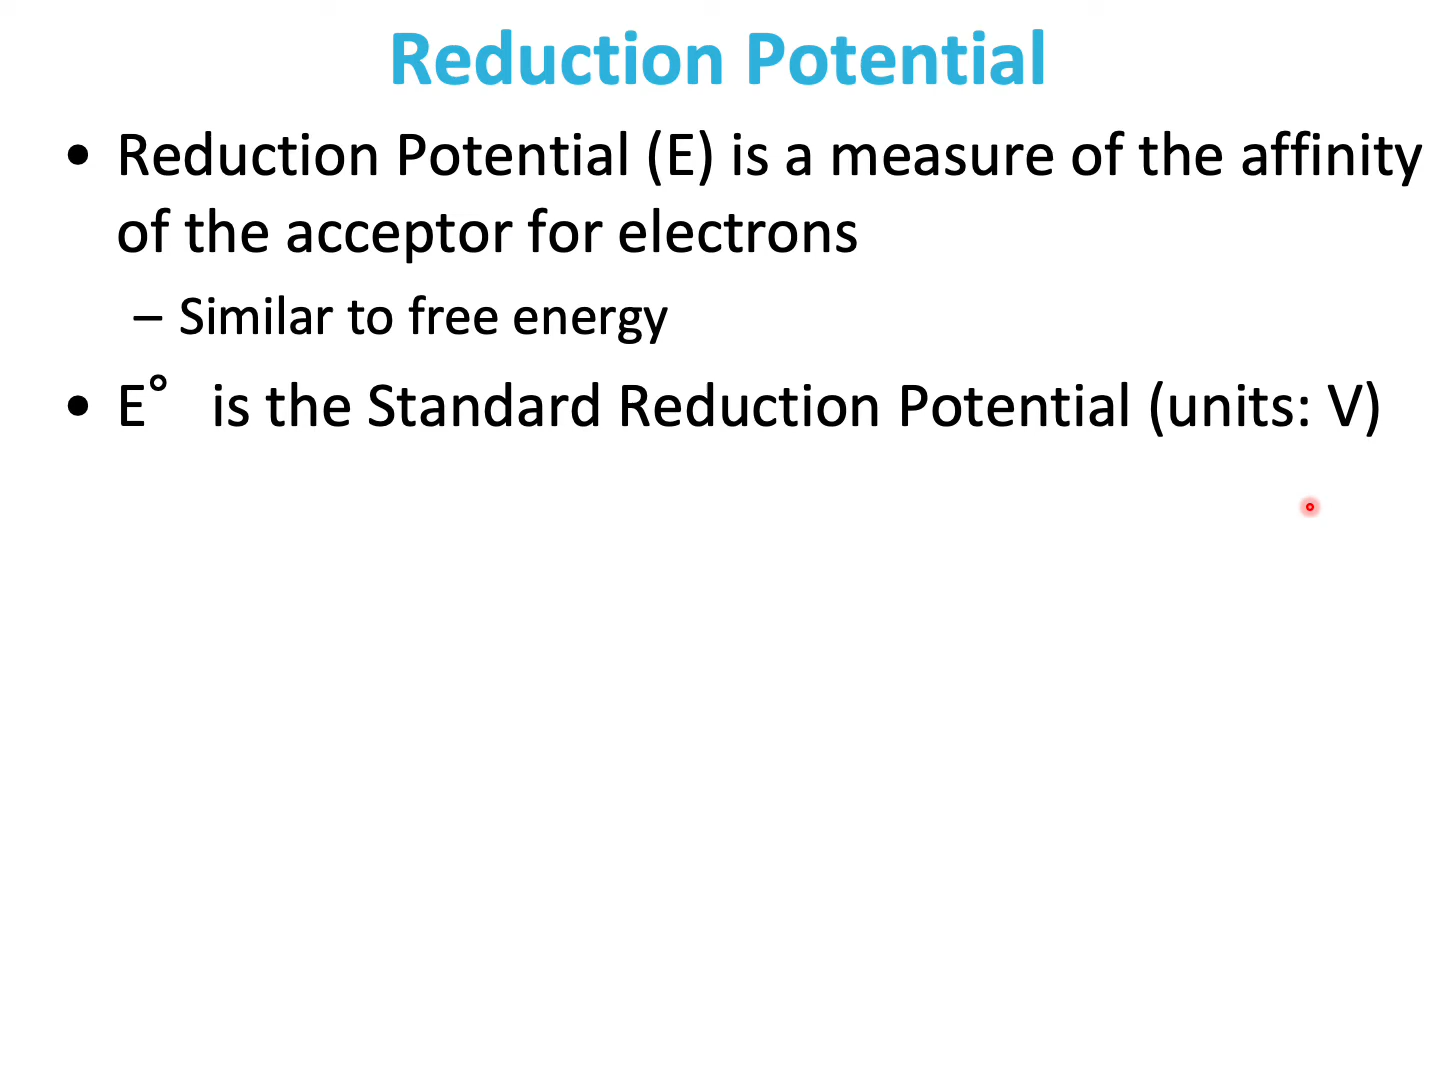 Reduction Potential
• Reduction Potential (E) is a measure of the affinity
of the acceptor for electrons
– Similar to free energy
• E° is the Standard Reduction Potential (units: V)